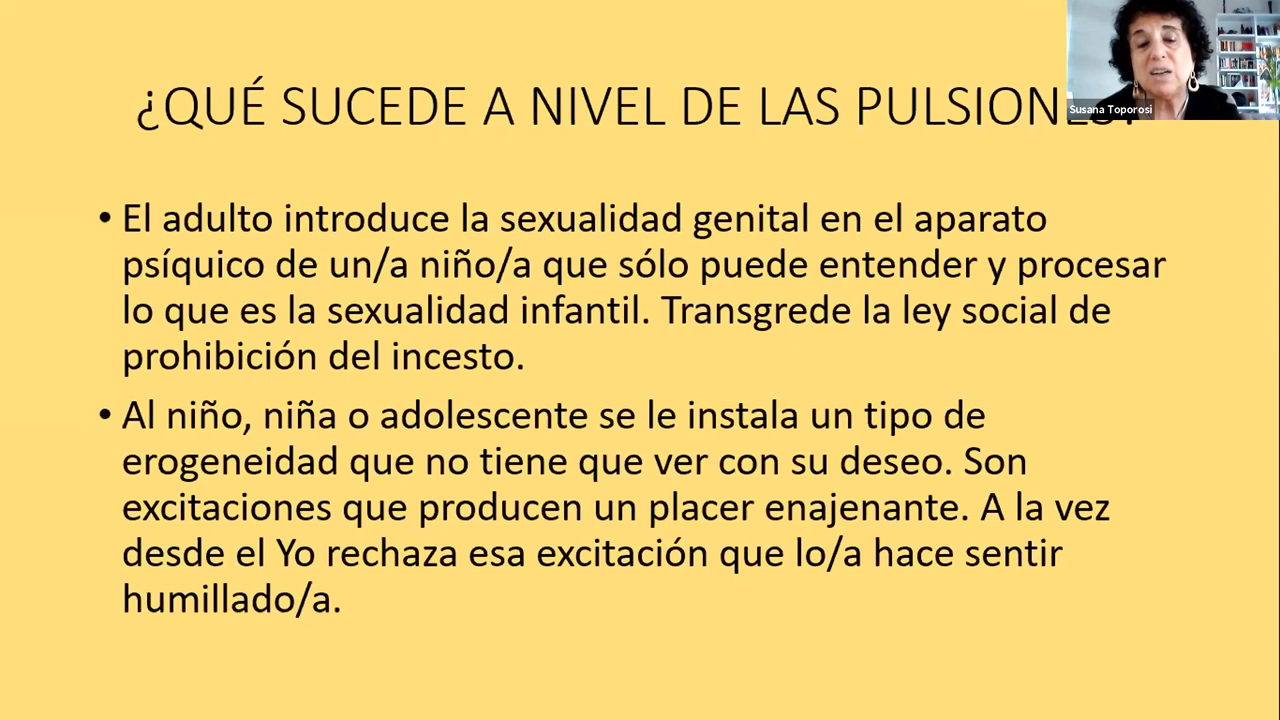 ¿QUÉ SUCEDE A NIVEL DE LAS
Susana Toporosi
• El adulto introduce la sexualidad genital en el aparato
psíquico de un/a niño/a que sólo puede entender y procesar
lo que es la sexualidad infantil. Transgrede la ley social de
prohibición del incesto.
• Al niño, niña o adolescente se le instala un tipo de
erogeneidad que no tiene que ver con su deseo. Son
excitaciones que producen un placer enajenante. A la vez
desde el Yo rechaza esa excitación que lo/a hace sentir
humillado/a.